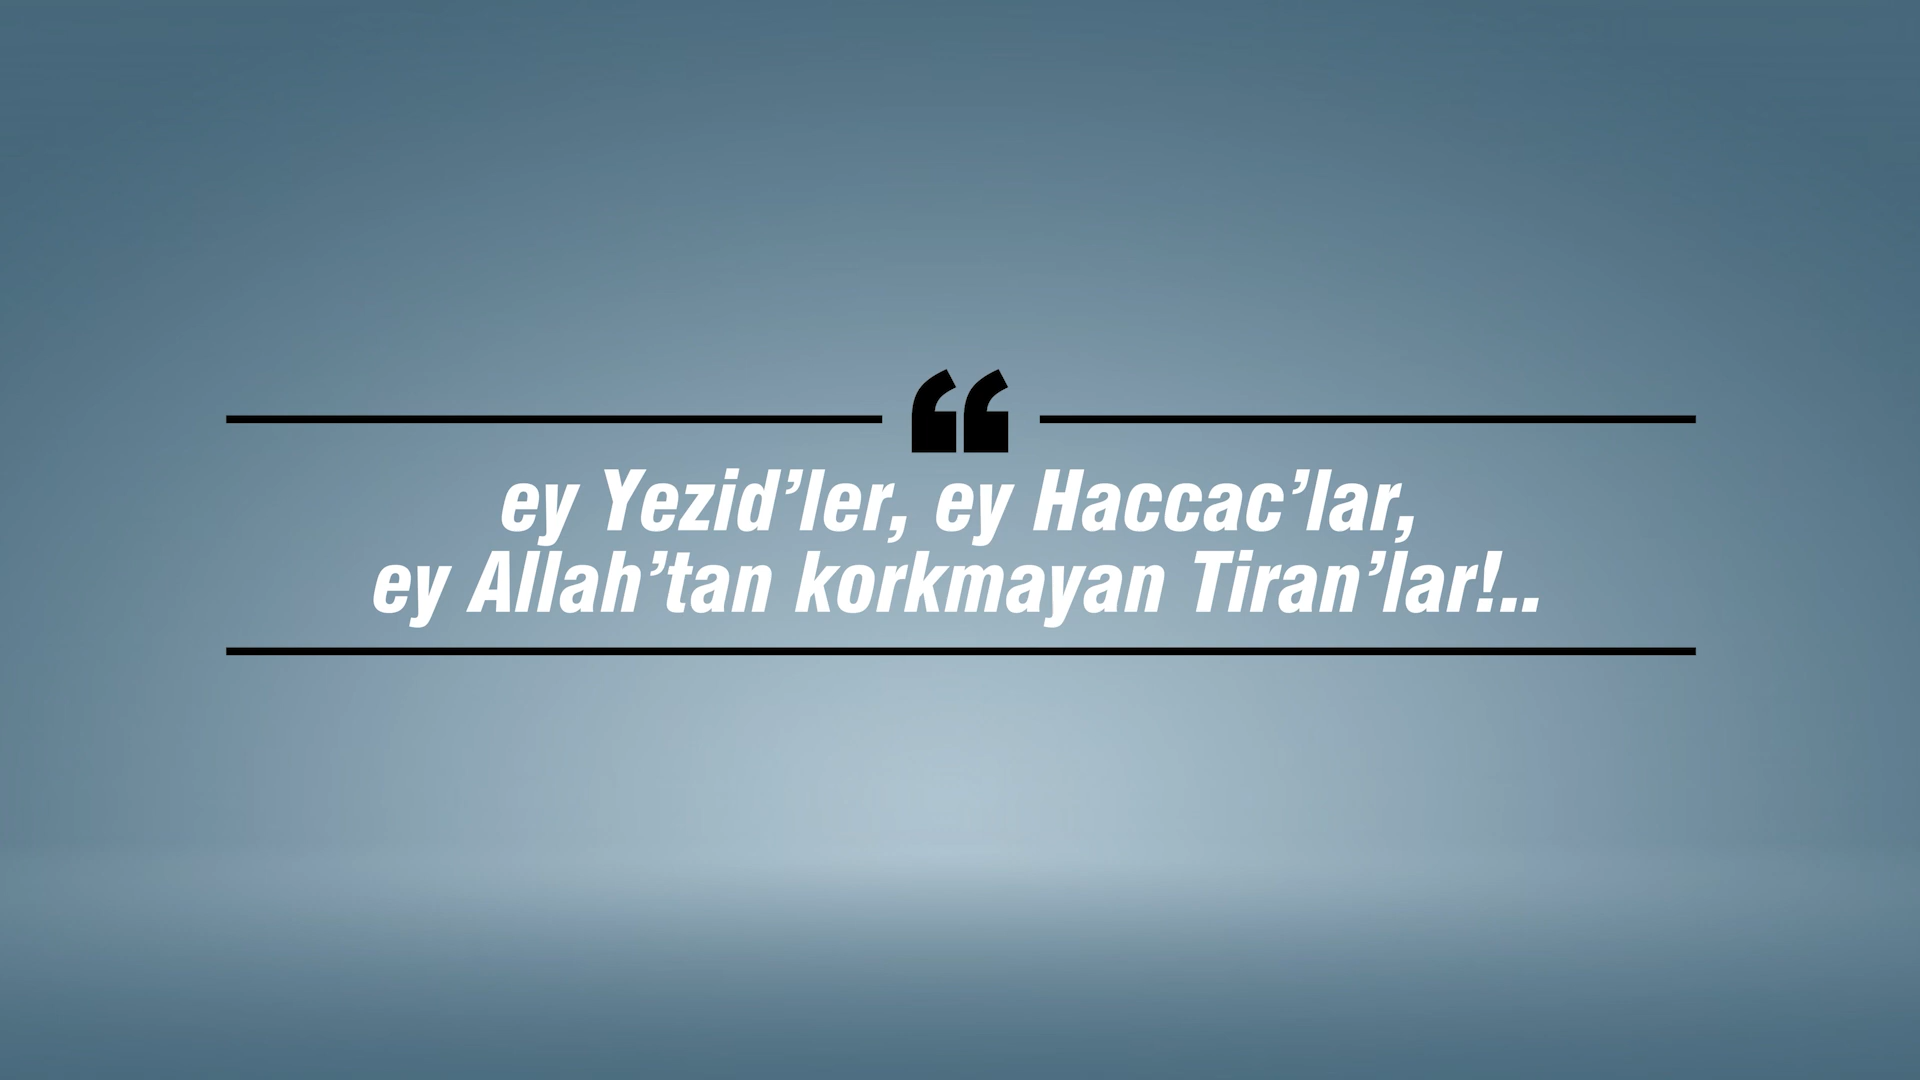 “
ey Yezid’ler, ey Haccac’lar,
ey Allah’tan korkmayan Tiran’lar!..